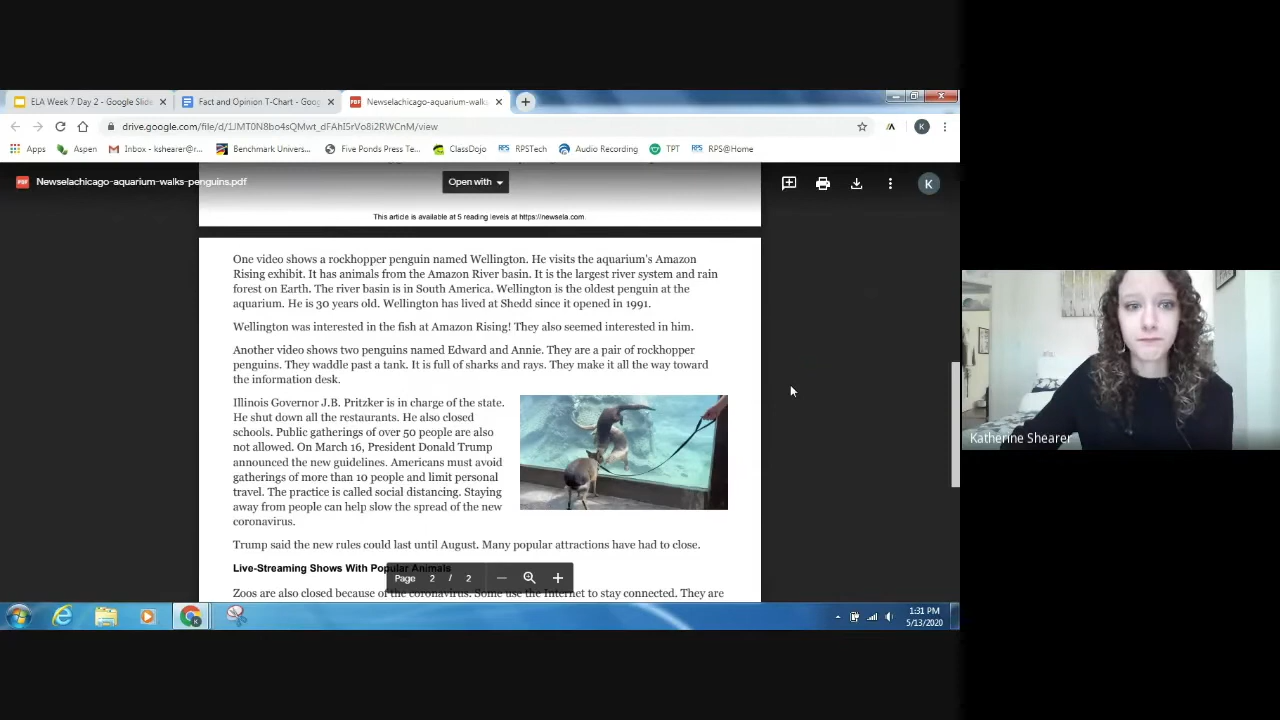 ELA Week 7 Day 2 - Google Slide
Fact and Opinion T-Chart - Goog
Newselachicago-aquarium-walks
drive.google.com/file/d/1JMT0N8bo4sQMwt_dFAhI5rVo8i2RWCnM/view
Apps
Aspen
Inbox - kshearer@r...
Benchmark Univers...
Five Ponds Press Te...
ClassDojo
RPSTech
Audio Recording
TPT
RPS@Home
Newselachicago-aquarium-walks-penguins.pdf
Open with
This article is available at 5 reading levels at https://newsela.com.
One video shows a rockhopper penguin named Wellington. He visits the aquarium's Amazon
Rising exhibit. It has animals from the Amazon River basin. It is the largest river system and rain
forest on Earth. The river basin is in South America. Wellington is the oldest penguin at the
aquarium. He is 30 years old. Wellington has lived at Shedd since it opened in 1991.
Wellington was interested in the fish at Amazon Rising! They also seemed interested in him.
Another video shows two penguins named Edward and Annie. They are a pair of rockhopper
penguins. They waddle past a tank. It is full of sharks and rays. They make it all the way toward
the information desk.
Illinois Governor J.B. Pritzker is in charge of the state.
He shut down all the restaurants. He also closed
schools. Public gatherings of over 50 people are also
not allowed. On March 16, President Donald Trump
announced the new guidelines. Americans must avoid
gatherings of more than 10 people and limit personal
travel. The practice is called social distancing. Staying
away from people can help slow the spread of the new
coronavirus.
Trump said the new rules could last until August. Many popular attractions have had to close.
Live-Streaming Shows With Popular Animals
Page 2 / 2
Zoos are also closed because of the coronavirus. Some use the Internet to stay connected. They are
1:31 PM
5/13/2020
Katherine Shearer